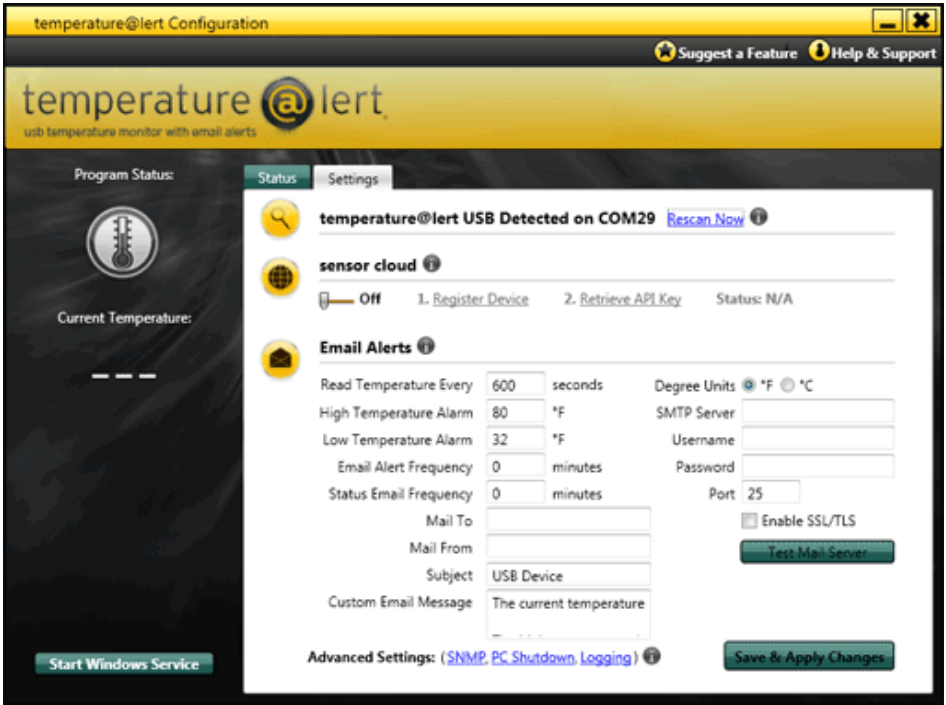 temperature@lert Configuration
Suggest a Feature Help & Support
temperature @ lert
usb temperature monitor with email alerts
Program Status:
Current Temperature:
– – –
Start Windows Service
Status Settings
temperature@lert USB Detected on COM29 Rescan Now
sensor cloud
Off 1. Register Device 2. Retrieve API Key Status: N/A
Email Alerts
Read Temperature Every 600 seconds Degree Units °F °C
High Temperature Alarm 80 °F SMTP Server
Low Temperature Alarm 32 °F Username
Email Alert Frequency 0 minutes Password
Status Email Frequency 0 minutes Port 25
Mail To Enable SSL/TLS
Mail From Test Mail Server
Subject USB Device
Custom Email Message The current temperature
Advanced Settings: (SNMP, PC Shutdown, Logging) Save & Apply Changes